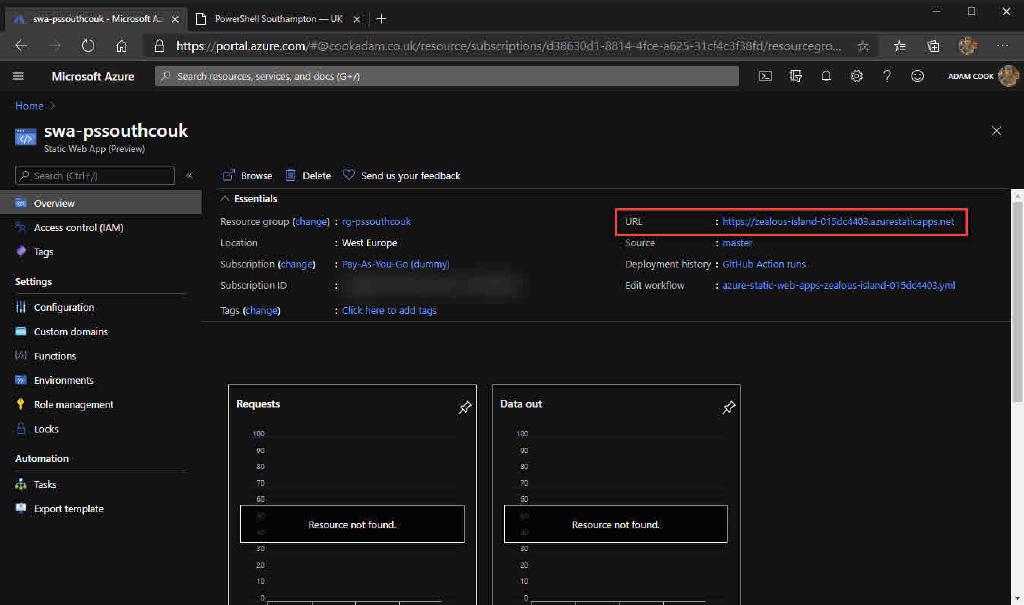 swa-pssouthcouk - Microsoft Az
PowerShell Southampton — UK
https://portal.azure.com/#@cookadam.co.uk/resource/subscriptions/d38630d1-8814-4fce-a625-31cf4c3f38fd/resourcegro...
Microsoft Azure
Search resources, services, and docs (G+/)
ADAM COOK
Home
swa-pssouthcouk
Static Web App (Preview)
Search (Ctrl+/)
Browse
Delete
Send us your feedback
Overview
Access control (IAM)
Tags
Settings
Configuration
Custom domains
Functions
Environments
Role management
Locks
Automation
Tasks
Export template
Essentials
Resource group (change) : rg-pssouthcouk
Location : West Europe
Subscription (change) : Pay-As-You-Go (dummy)
Subscription ID :
Tags (change) : Click here to add tags
URL : https://zealous-island-015dc4403.azurestaticapps.net
Source : master
Deployment history : GitHub Action runs
Edit workflow : azure-static-web-apps-zealous-island-015dc4403.yml
Requests
100
90
80
70
60
50
40
Resource not found.
30
20
10
0
Data out
100
90
80
70
60
50
40
Resource not found.
30
20
10
0